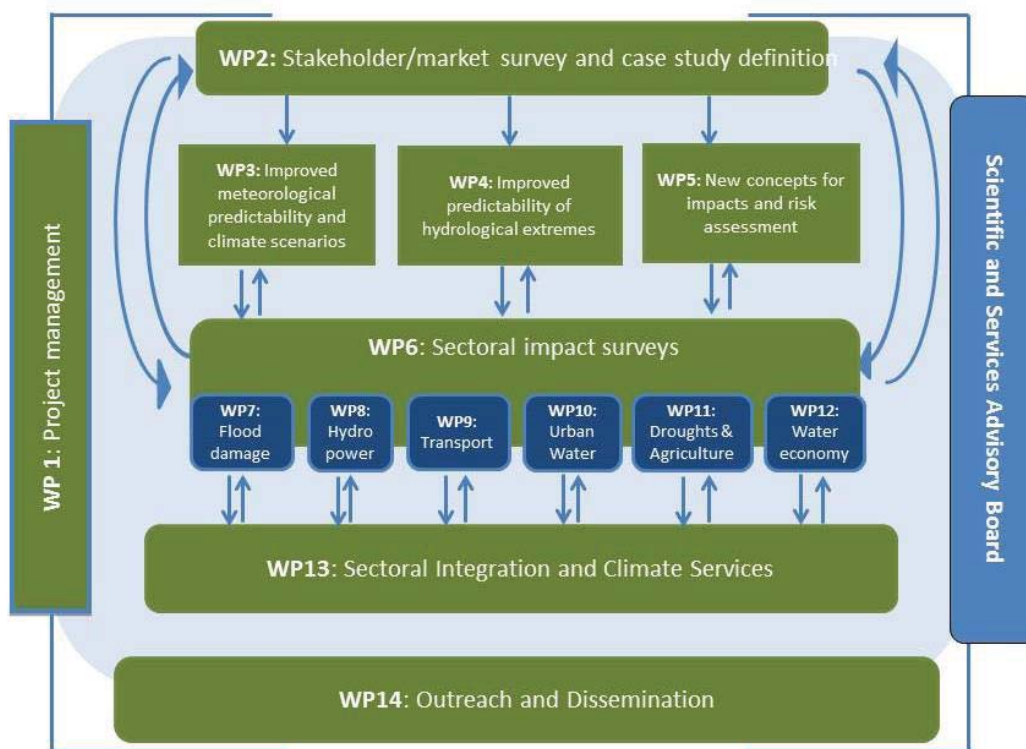 WP2: Stakeholder/market survey and case study definition
WP 1: Project management
Scientific and Services Advisory Board
WP3: Improved
meteorological
predictability and
climate scenarios
WP4: Improved
predictability of
hydrological extremes
WP5: New concepts for
impacts and risk
assessment
WP6: Sectoral impact surveys
WP7:
Flood
damage
WP8:
Hydro
power
WP9:
Transport
WP10:
Urban
Water
WP11:
Droughts &
Agriculture
WP12:
Water
economy
WP13: Sectoral Integration and Climate Services
WP14: Outreach and Dissemination